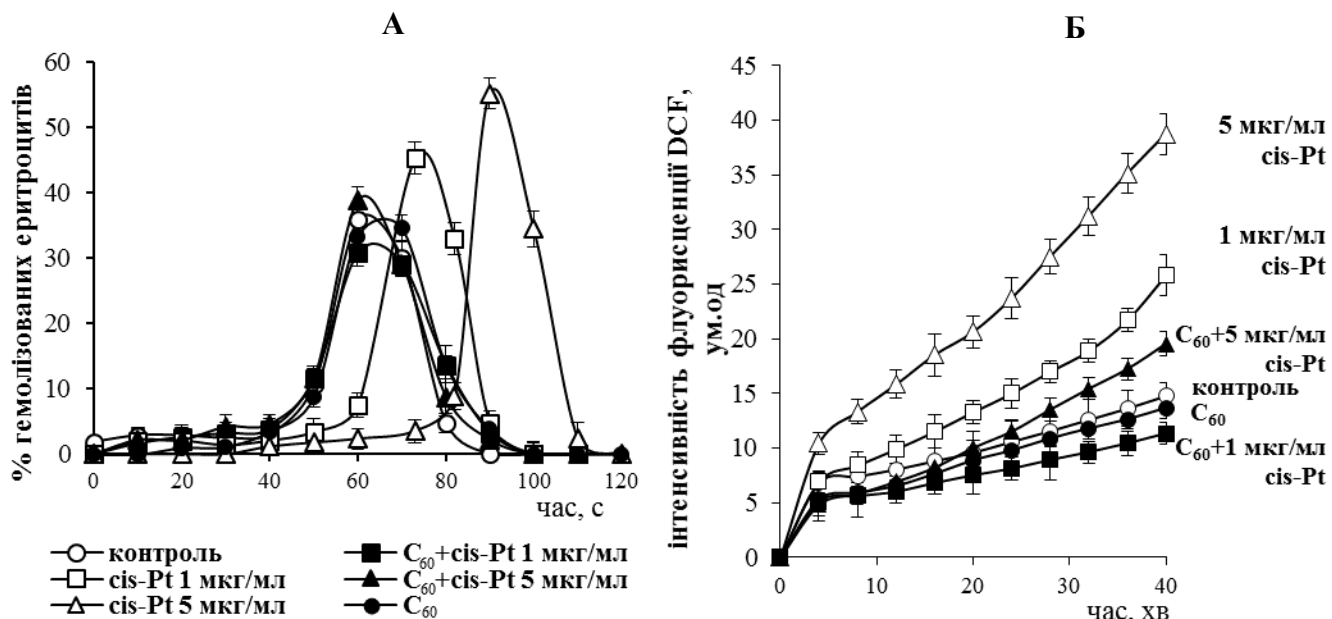 А
% гемолізованих еритроцитів
60
50
40
30
20
10
0
0 20 40 60 80 100 120
час, с
контроль
cis-Pt 1 мкг/мл
cis-Pt 5 мкг/мл
C₆₀+cis-Pt 1 мкг/мл
C₆₀+cis-Pt 5 мкг/мл
C₆₀
Б
інтенсивність флуорисценції DCF,
ум.од
45
40
35
30
25
20
15
10
5
0
0 10 20 30 40
час, хв
5 мкг/мл
cis-Pt
1 мкг/мл
cis-Pt
C₆₀+5 мкг/мл
cis-Pt
контроль
C₆₀
C₆₀+1 мкг/мл
cis-Pt